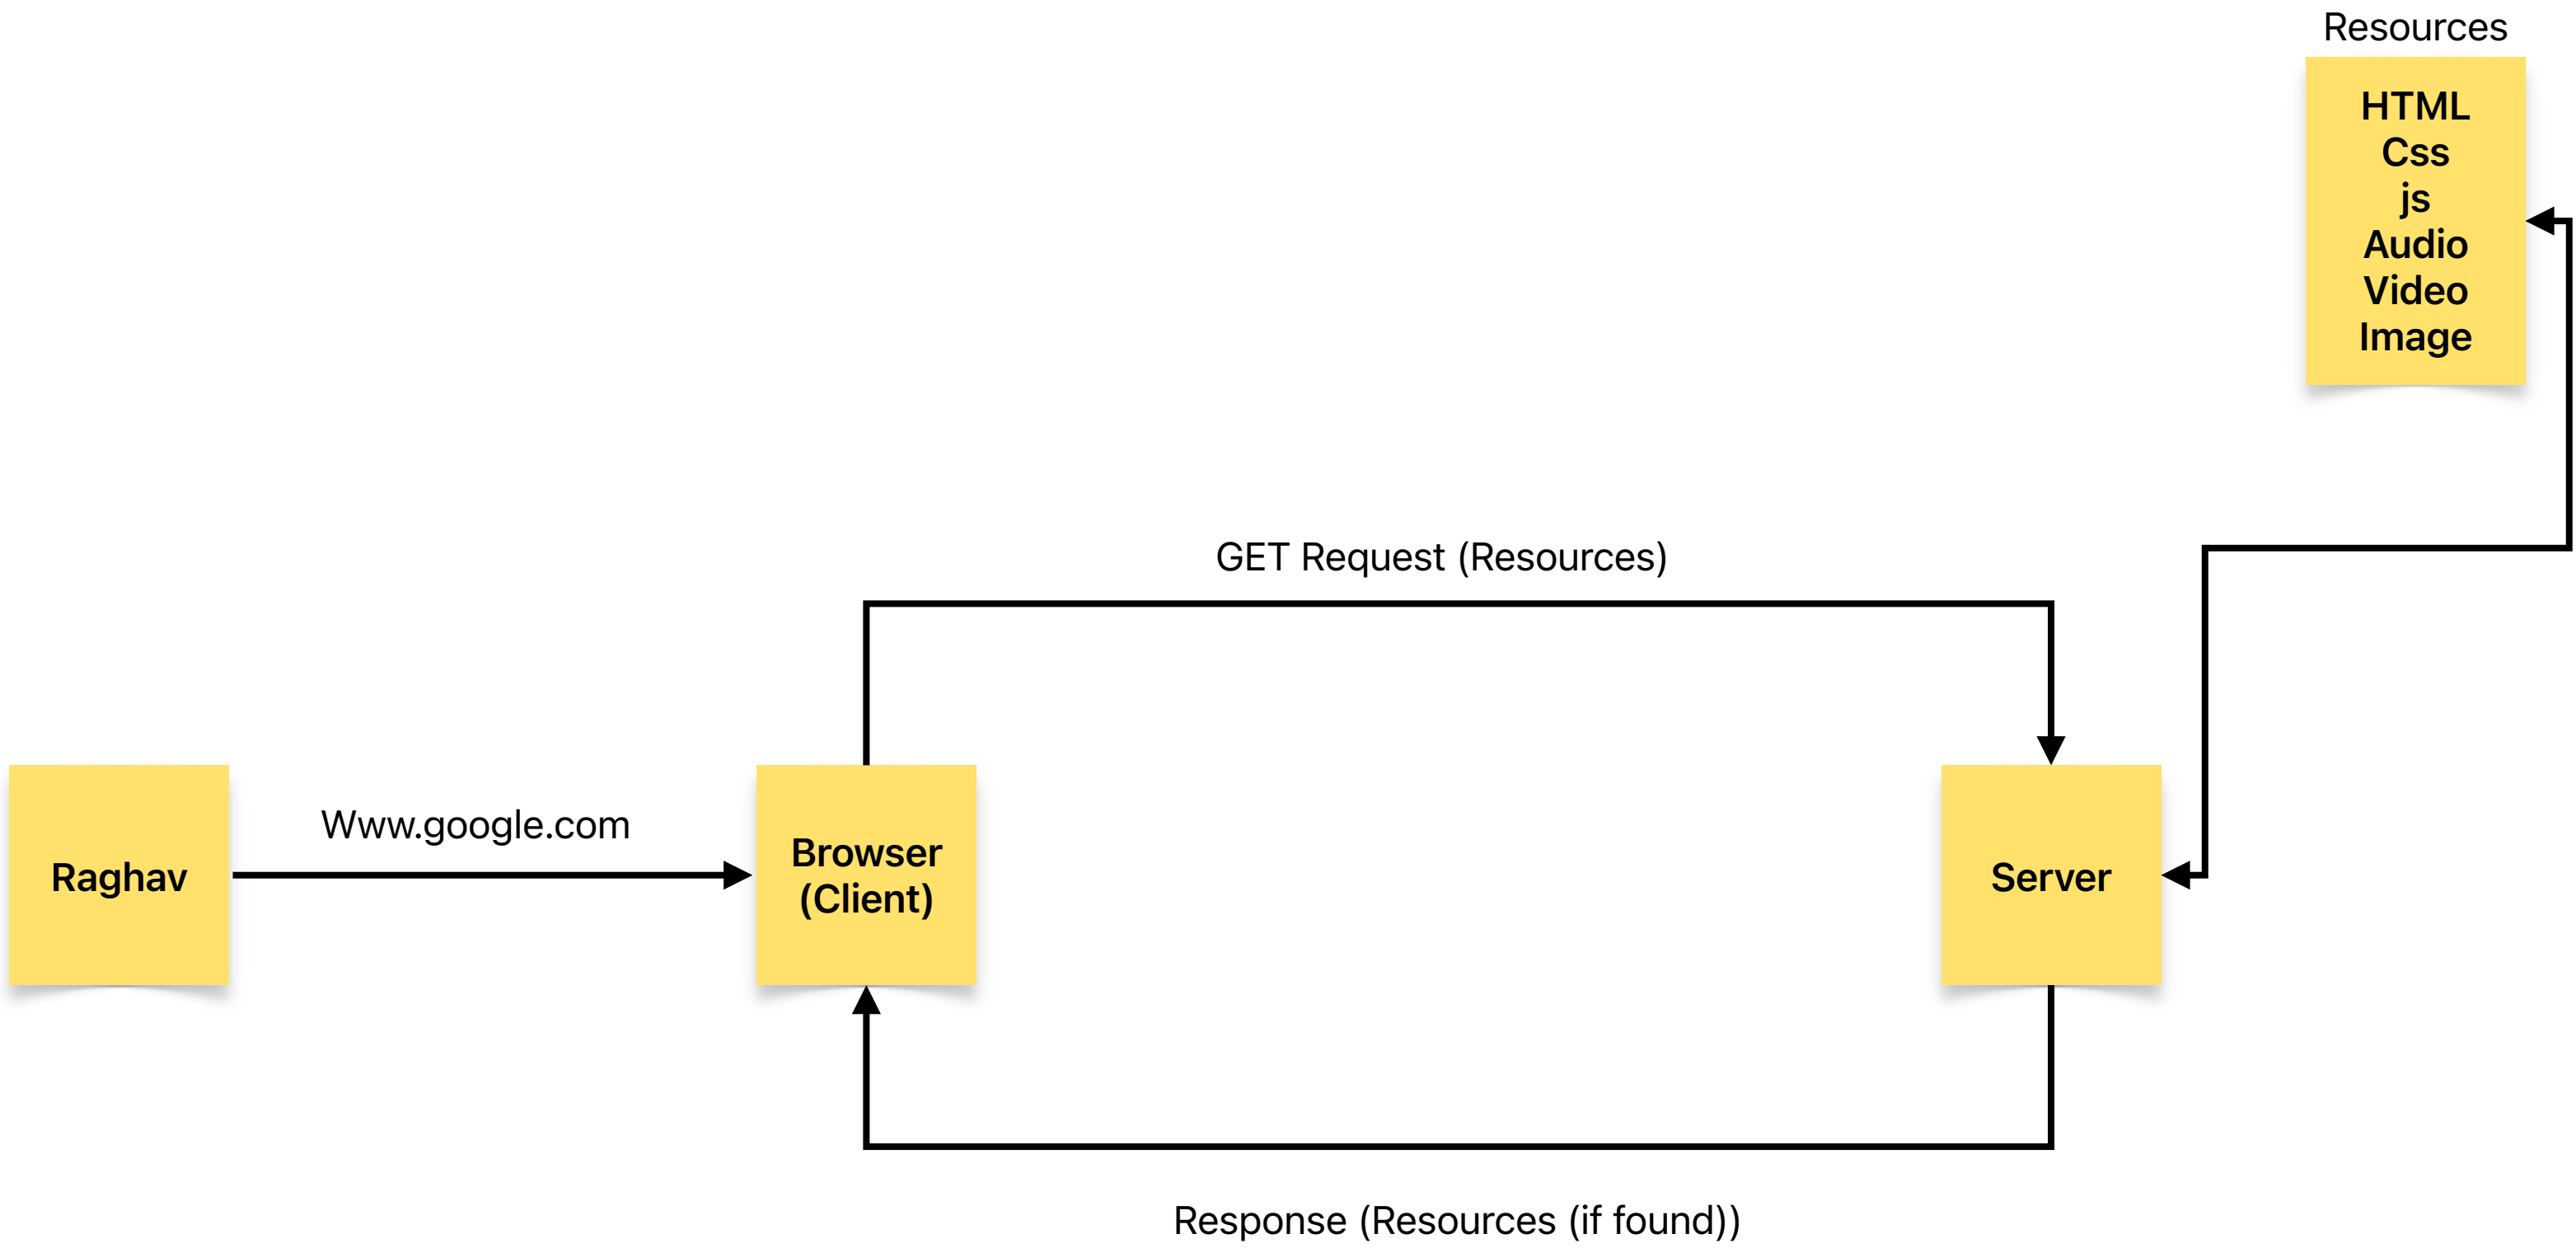 Resources
HTML
Css
js
Audio
Video
Image
GET Request (Resources)
Www.google.com
Raghav
Browser
(Client)
Server
Response (Resources (if found))